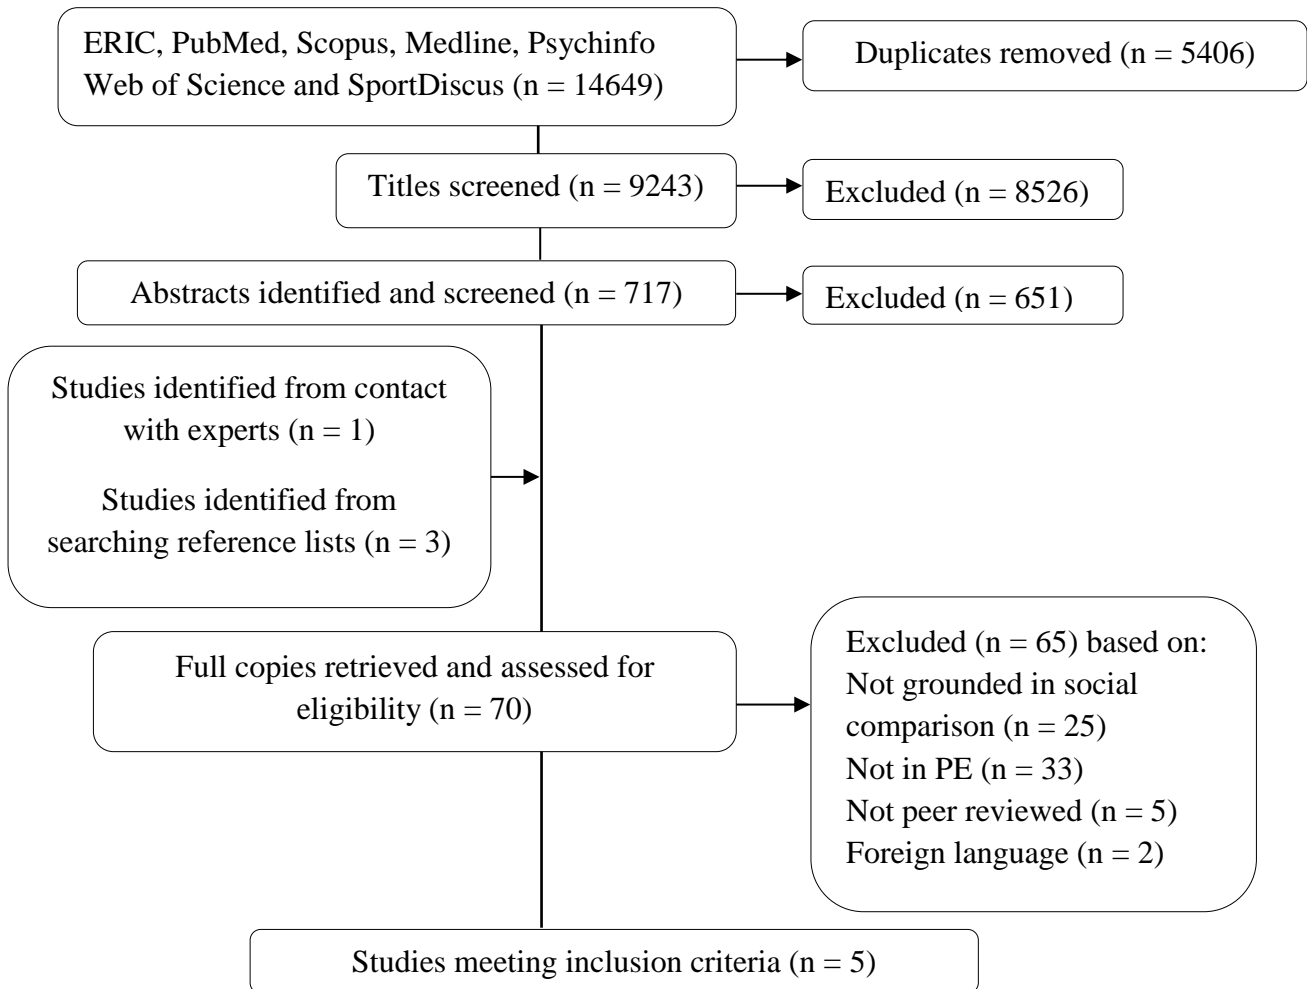 ERIC, PubMed, Scopus, Medline, Psychinfo
Web of Science and SportDiscus (n = 14649)
Duplicates removed (n = 5406)
Titles screened (n = 9243)
Excluded (n = 8526)
Abstracts identified and screened (n = 717)
Excluded (n = 651)
Studies identified from contact
with experts (n = 1)
Studies identified from
searching reference lists (n = 3)
Full copies retrieved and assessed for
eligibility (n = 70)
Excluded (n = 65) based on:
Not grounded in social
comparison (n = 25)
Not in PE (n = 33)
Not peer reviewed (n = 5)
Foreign language (n = 2)
Studies meeting inclusion criteria (n = 5)